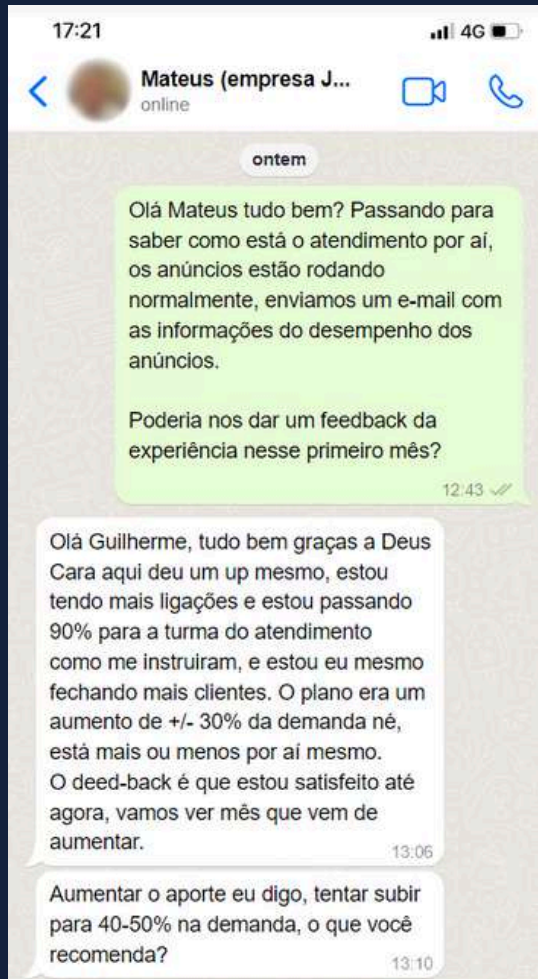 17:21
4G
Mateus (empresa J...
online
ontem
Olá Mateus tudo bem? Passando para
saber como está o atendimento por aí,
os anúncios estão rodando
normalmente, enviamos um e-mail com
as informações do desempenho dos
anúncios.
Poderia nos dar um feedback da
experiência nesse primeiro mês?
12:43
Olá Guilherme, tudo bem graças a Deus
Cara aqui deu um up mesmo, estou
tendo mais ligações e estou passando
90% para a turma do atendimento
como me instruiram, e estou eu mesmo
fechando mais clientes. O plano era um
aumento de +/- 30% da demanda né,
está mais ou menos por aí mesmo.
O deed-back é que estou satisfeito até
agora, vamos ver mês que vem de
aumentar.
13:06
Aumentar o aporte eu digo, tentar subir
para 40-50% na demanda, o que você
recomenda?
13:10